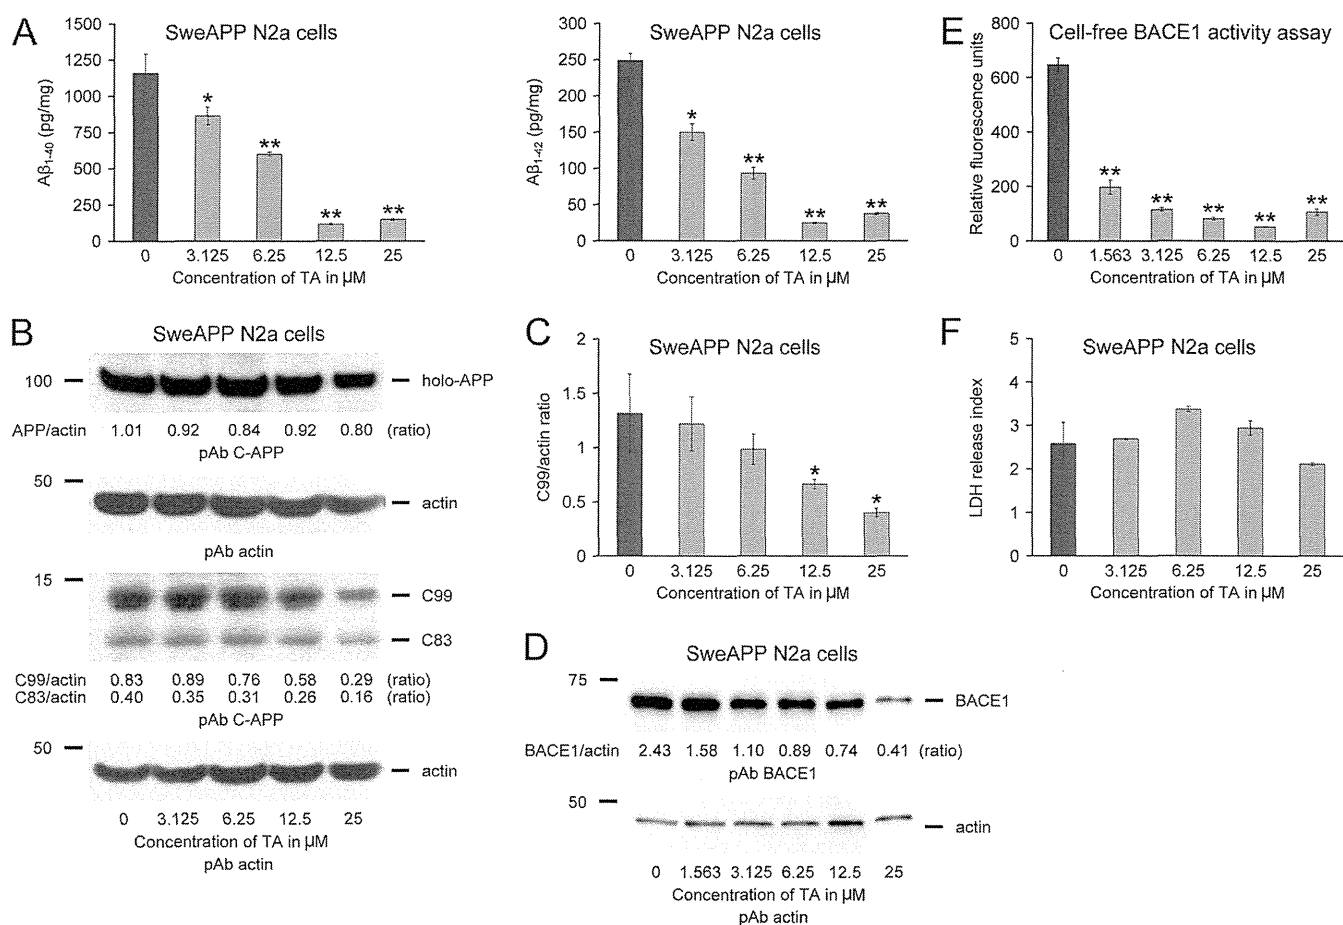 A
SweAPP N2a cells
Aβ1-40 (pg/mg)
1500
1250
1000
750
500
250
0
*
**
**
**
0 3.125 6.25 12.5 25
Concentration of TA in µM
SweAPP N2a cells
Aβ1-42 (pg/mg)
300
250
200
150
100
50
0
*
**
**
**
0 3.125 6.25 12.5 25
Concentration of TA in µM
E
Cell-free BACE1 activity assay
Relative fluorescence units
800
600
400
200
0
**
**
**
**
**
0 1.563 3.125 6.25 12.5 25
Concentration of TA in µM
B
SweAPP N2a cells
100 holo-APP
APP/actin 1.01 0.92 0.84 0.92 0.80 (ratio)
pAb C-APP
50
actin
pAb actin
15
C99
C83
C99/actin 0.83 0.89 0.76 0.58 0.29 (ratio)
C83/actin 0.40 0.35 0.31 0.26 0.16 (ratio)
pAb C-APP
50
actin
0 3.125 6.25 12.5 25
Concentration of TA in µM
pAb actin
C
SweAPP N2a cells
C99/actin ratio
2
1.5
1
0.5
0
*
*
0 3.125 6.25 12.5 25
Concentration of TA in µM
F
SweAPP N2a cells
LDH release index
5
4
3
2
1
0
0 3.125 6.25 12.5 25
Concentration of TA in µM
D
SweAPP N2a cells
75
BACE1
BACE1/actin 2.43 1.58 1.10 0.89 0.74 0.41 (ratio)
pAb BACE1
50
actin
0 1.563 3.125 6.25 12.5 25
Concentration of TA in µM
pAb actin